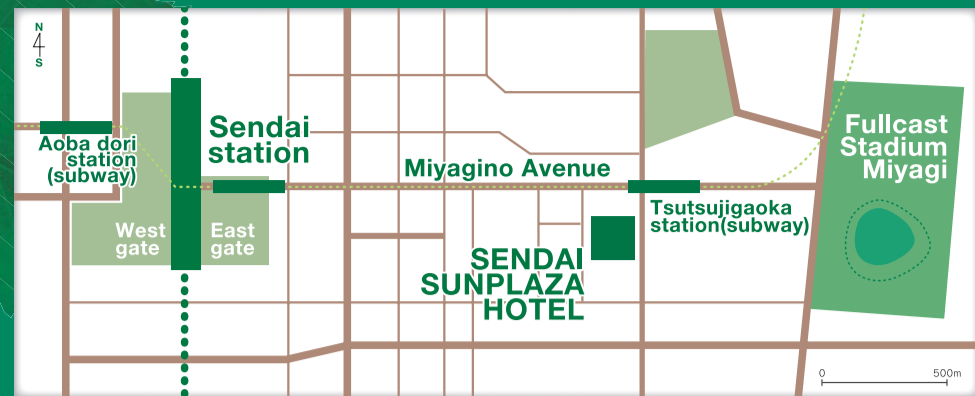 N
S
Aoba dori
station
(subway)
Sendai
station
West
gate
East
gate
Miyagino Avenue
SENDAI
SUNPLAZA
HOTEL
Tsutsujigaoka
station(subway)
Fullcast
Stadium
Miyagi
0 500m